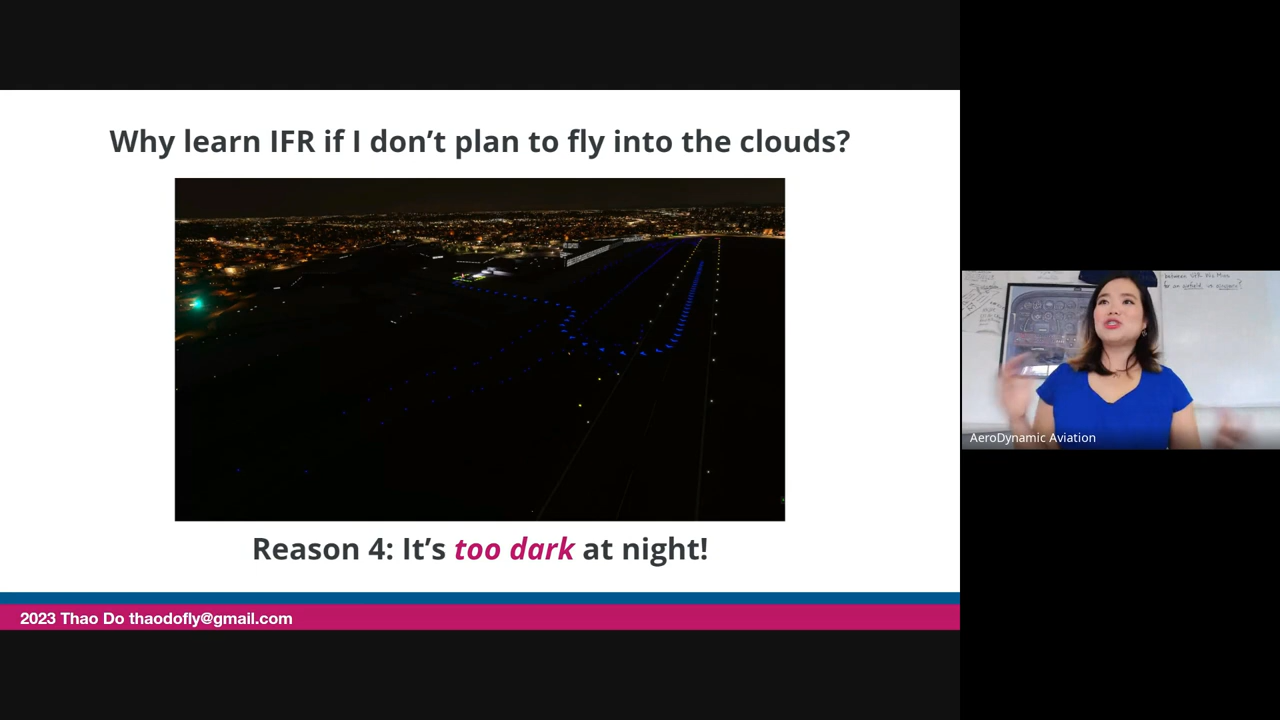 Why learn IFR if I don’t plan to fly into the clouds?
Reason 4: It’s too dark at night!
2023 Thao Do thaodofly@gmail.com
between
AeroDynamic Aviation